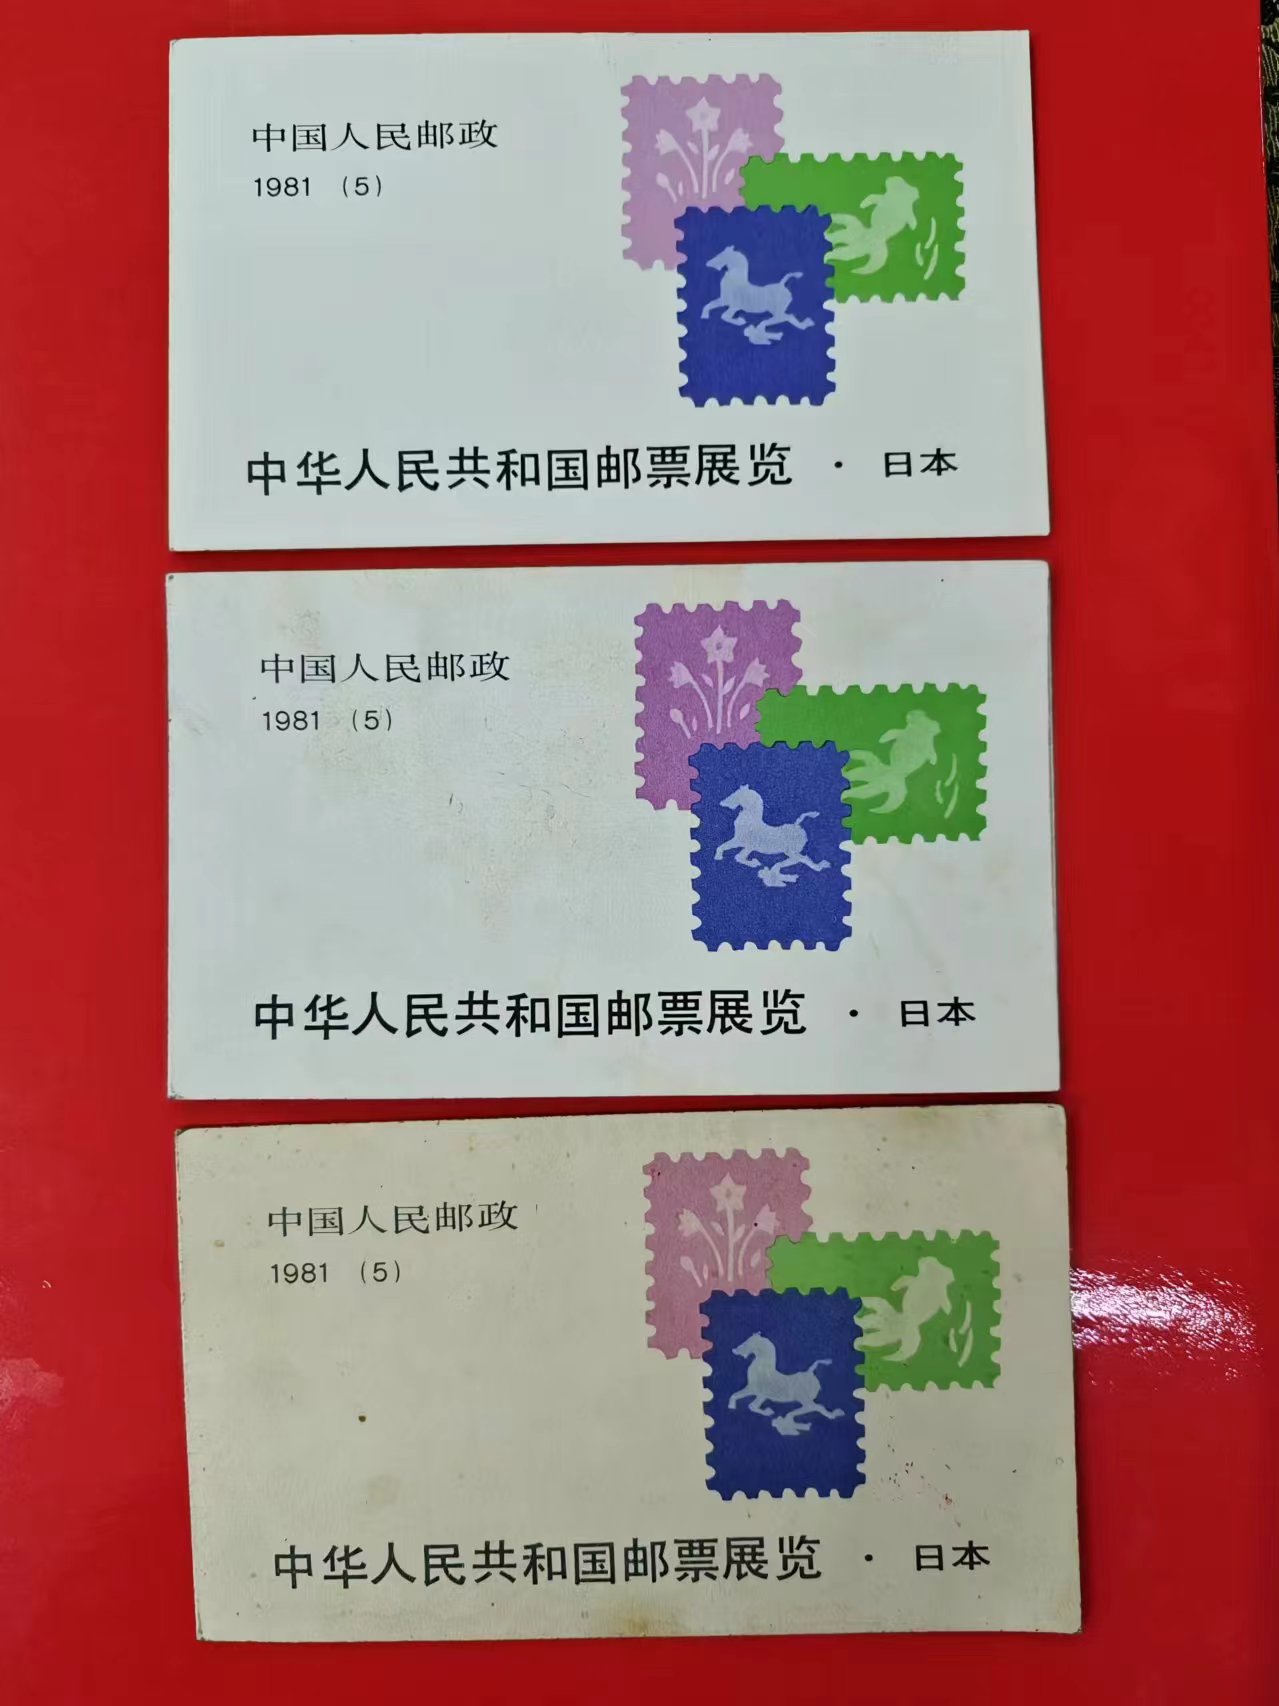 中国人民邮政
1981 (5)
中华人民共和国邮票展览 · 日本
中国人民邮政
1981 (5)
中华人民共和国邮票展览 · 日本
中国人民邮政
1981 (5)
中华人民共和国邮票展览 · 日本